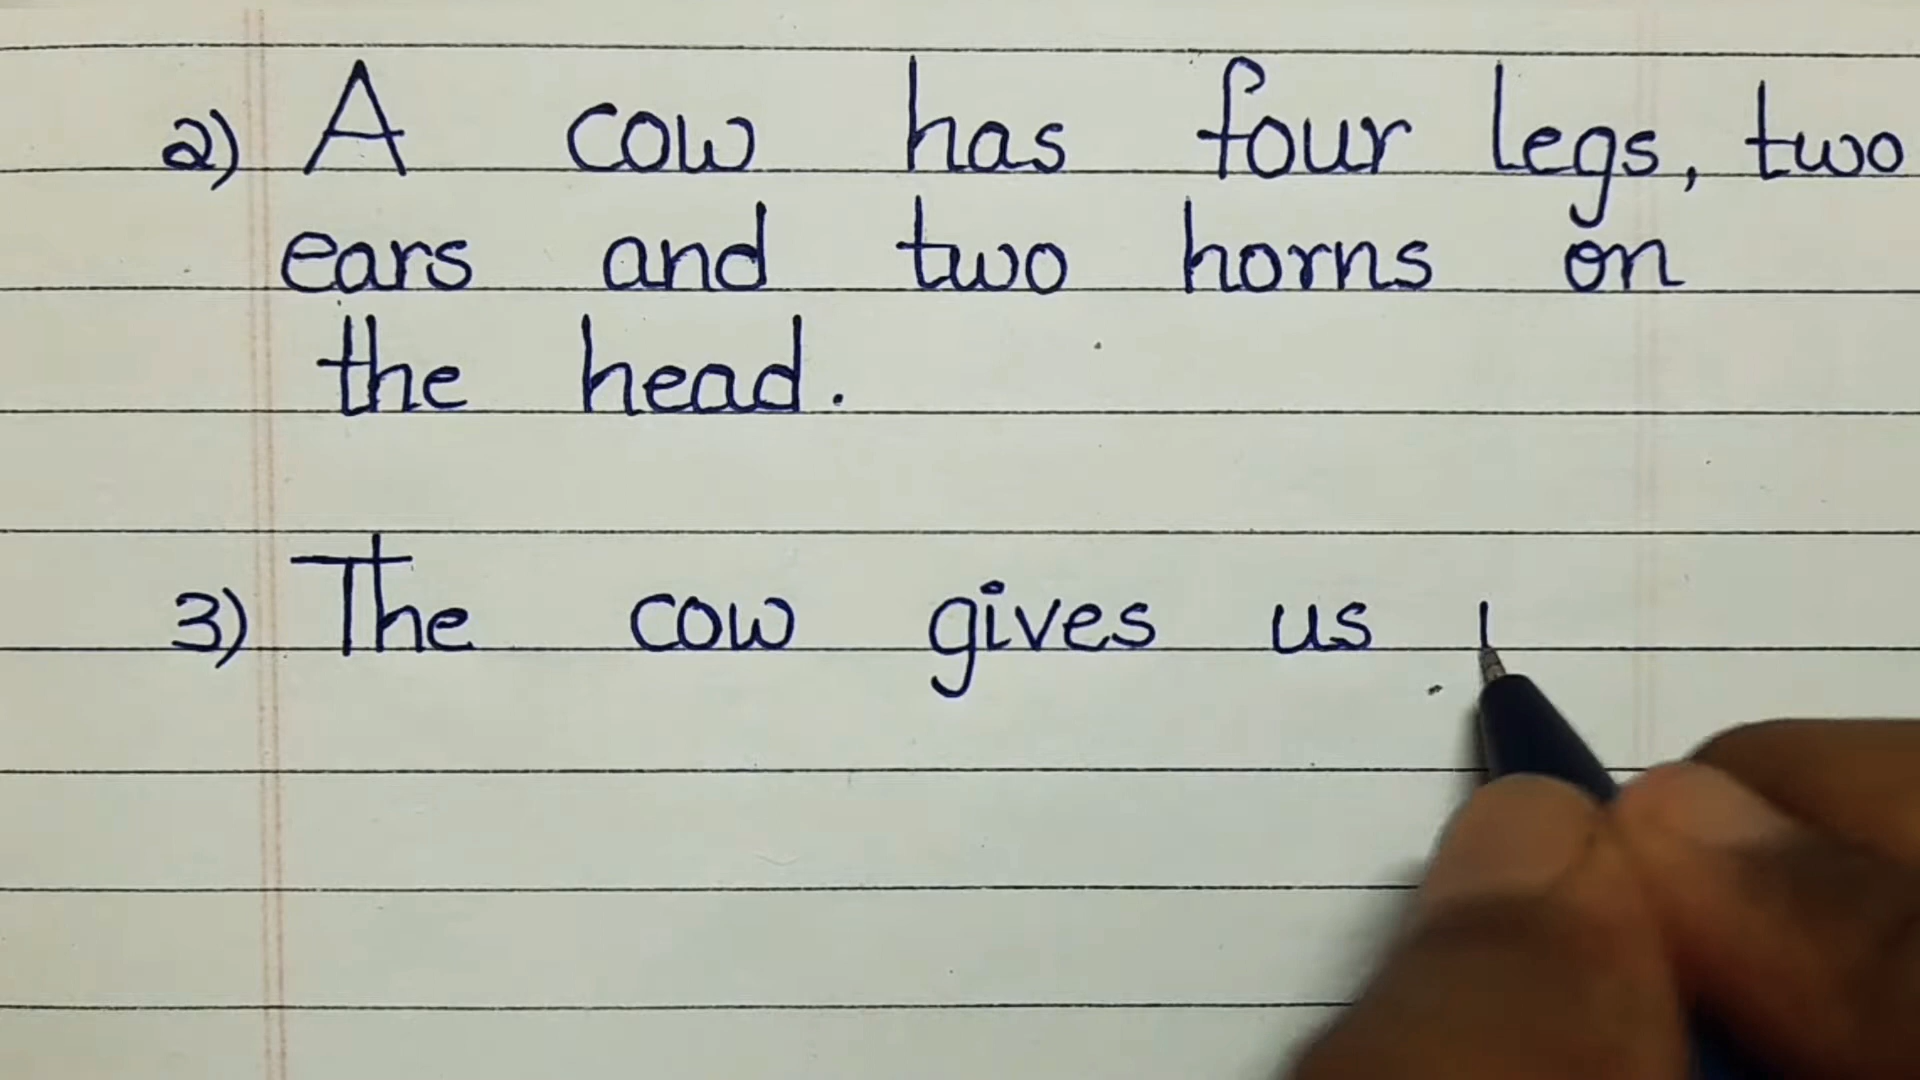 2) A cow has four legs, two
ears and two horns on
the head.
3) The cow gives us